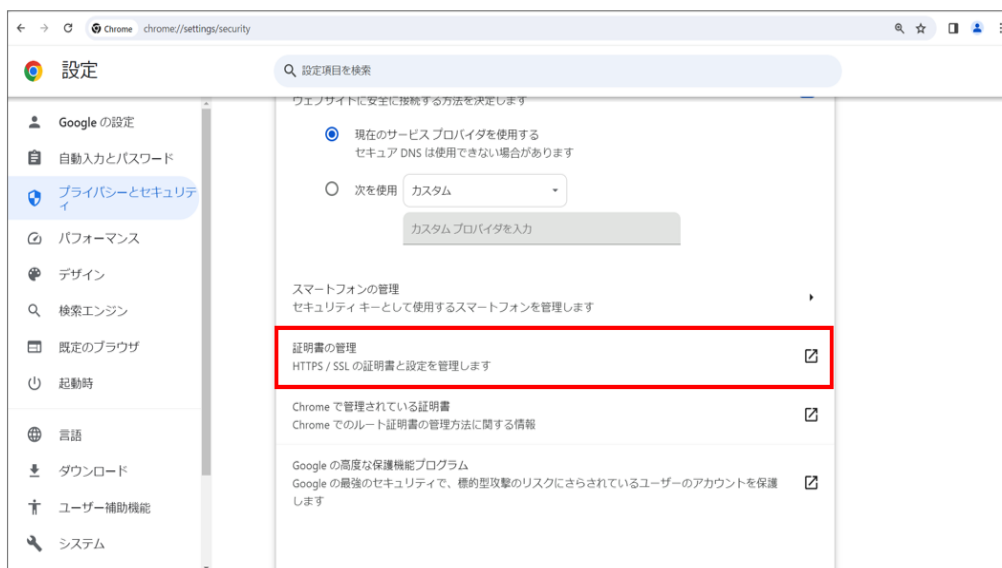 Chrome chrome://settings/security
設定
設定項目を検索
Google の設定
自動入力とパスワード
プライバシーとセキュリテ
ィ
パフォーマンス
デザイン
検索エンジン
既定のブラウザ
起動時
言語
ダウンロード
ユーザー補助機能
システム
ウェブサイトに安全に接続する方法を決定します
現在のサービス プロバイダを使用する
セキュア DNS は使用できない場合があります
次を使用 カスタム
カスタム プロバイダを入力
スマートフォンの管理
セキュリティ キーとして使用するスマートフォンを管理します
証明書の管理
HTTPS / SSL の証明書と設定を管理します
Chrome で管理されている証明書
Chrome でのルート証明書の管理方法に関する情報
Google の高度な保護機能プログラム
Google の最強のセキュリティで、標的型攻撃のリスクにさらされているユーザーのアカウントを保護
します